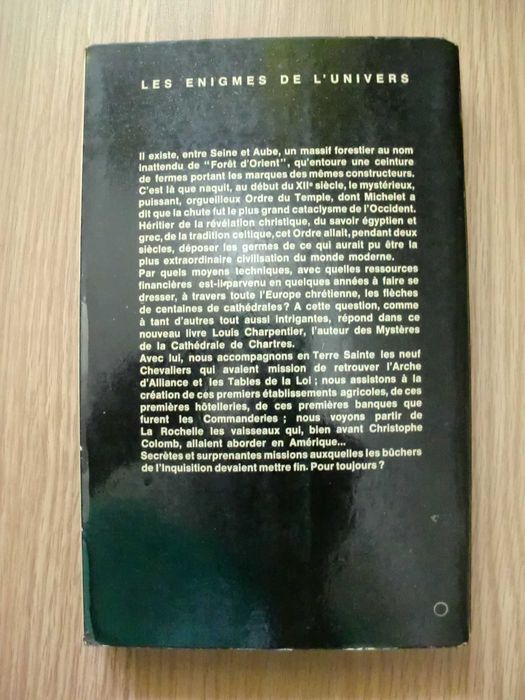 LES ENIGMES DE L'UNIVERS
Il existe, entre Seine et Aube, un massif forestier au nom
inattendu de "Forêt d'Orient", qu'entoure une ceinture
de fermes portant les marques des mêmes constructeurs.
C'est là que naquit, au début du XIIe siècle, le mystérieux,
puissant, orgueilleux Ordre du Temple, dont Michelet a
dit que la chute fut le plus grand cataclysme de l'Occident.
Héritier de la révélation christique, du savoir égyptien et
grec, de la tradition celtique, cet Ordre allait, pendant deux
siècles, déposer les germes de ce qui aurait pu être la
plus extraordinaire civilisation du monde moderne.
Par quels moyens techniques, avec quelles ressources
financières est-il parvenu en quelques années à faire se
dresser, à travers toute l'Europe chrétienne, les flèches
de centaines de cathédrales? A cette question, comme
à tant d'autres tout aussi intrigantes, répond dans ce
nouveau livre Louis Charpentier, l'auteur des Mystères
de la Cathédrale de Chartres.
Avec lui, nous accompagnons en Terre Sainte les neuf
Chevaliers qui avaient mission de retrouver l'Arche
d'Alliance et les Tables de la Loi; nous assistons à la
création de ces premiers établissements agricoles, de ces
premières hôtelleries, de ces premières banques que
furent les Commanderies; nous voyons partir de
La Rochelle les vaisseaux qui, bien avant Christophe
Colomb, allaient aborder en Amérique...
Secrètes et surprenantes missions auxquelles les bûchers
de l'Inquisition devaient mettre fin. Pour toujours?